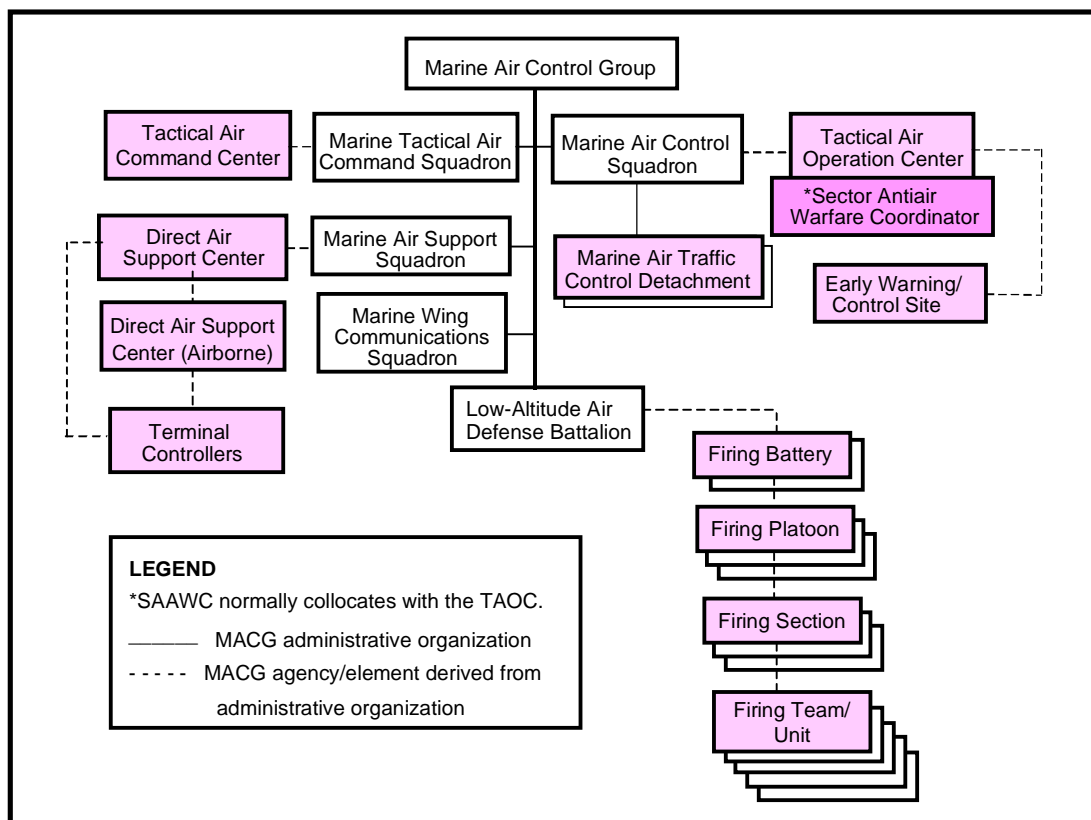 Marine Air Control Group
Tactical Air
Command Center
Marine Tactical Air
Command Squadron
Marine Air Control
Squadron
Tactical Air
Operation Center
*Sector Antiair
Warfare Coordinator
Direct Air
Support Center
Marine Air Support
Squadron
Marine Air Traffic
Control Detachment
Early Warning/
Control Site
Direct Air Support
Center (Airborne)
Marine Wing
Communications
Squadron
Terminal
Controllers
Low-Altitude Air
Defense Battalion
Firing Battery
Firing Platoon
Firing Section
Firing Team/
Unit
LEGEND
*SAAWC normally collocates with the TAOC.
MACG administrative organization
MACG agency/element derived from
administrative organization